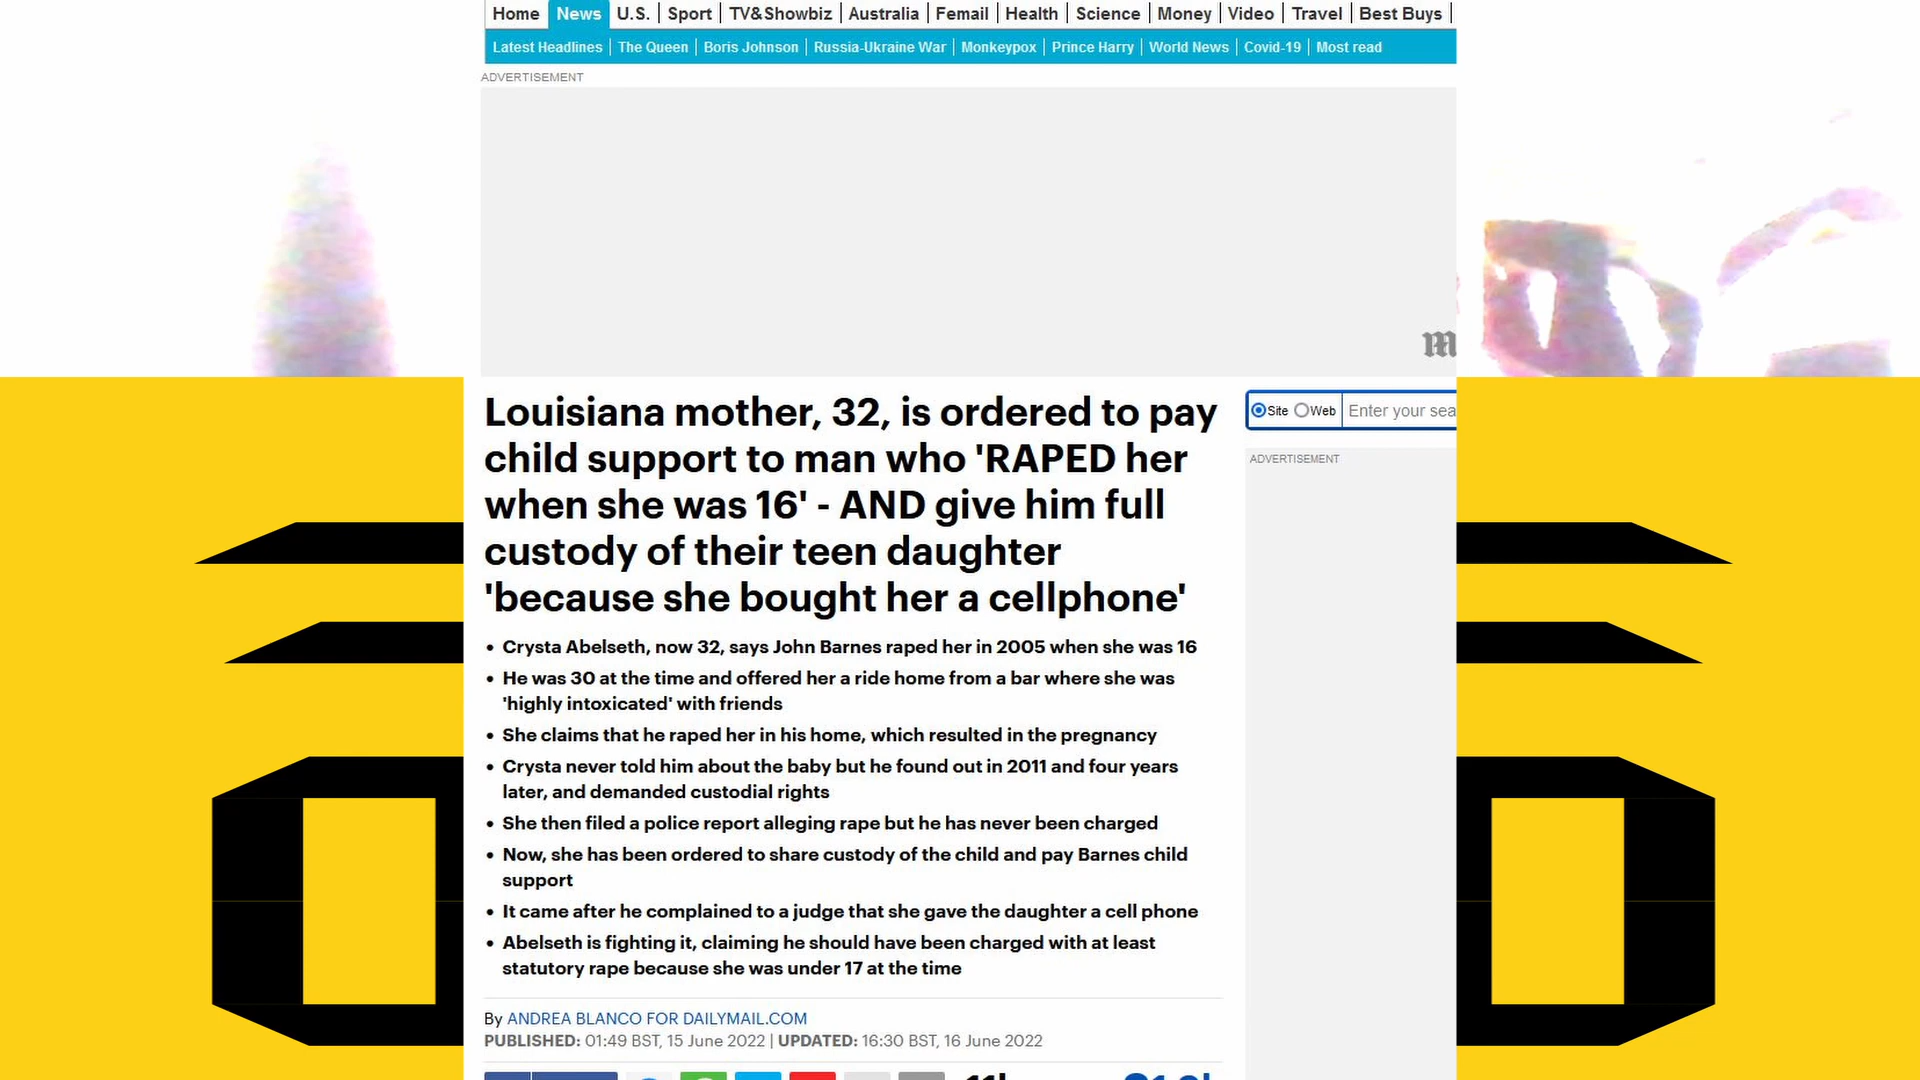 Home News U.S. Sport TV&Showbiz Australia Femail Health Science Money Video Travel Best Buys
Latest Headlines The Queen Boris Johnson Russia-Ukraine War Monkeypox Prince Harry World News Covid-19 Most read
ADVERTISEMENT
Louisiana mother, 32, is ordered to pay
child support to man who 'RAPED her
when she was 16' - AND give him full
custody of their teen daughter
'because she bought her a cellphone'
Site Web Enter your sea
ADVERTISEMENT
• Crysta Abelseth, now 32, says John Barnes raped her in 2005 when she was 16
• He was 30 at the time and offered her a ride home from a bar where she was
'highly intoxicated' with friends
• She claims that he raped her in his home, which resulted in the pregnancy
• Crysta never told him about the baby but he found out in 2011 and four years
later, and demanded custodial rights
• She then filed a police report alleging rape but he has never been charged
• Now, she has been ordered to share custody of the child and pay Barnes child
support
• It came after he complained to a judge that she gave the daughter a cell phone
• Abelseth is fighting it, claiming he should have been charged with at least
statutory rape because she was under 17 at the time
By ANDREA BLANCO FOR DAILYMAIL.COM
PUBLISHED: 01:49 BST, 15 June 2022 | UPDATED: 16:30 BST, 16 June 2022